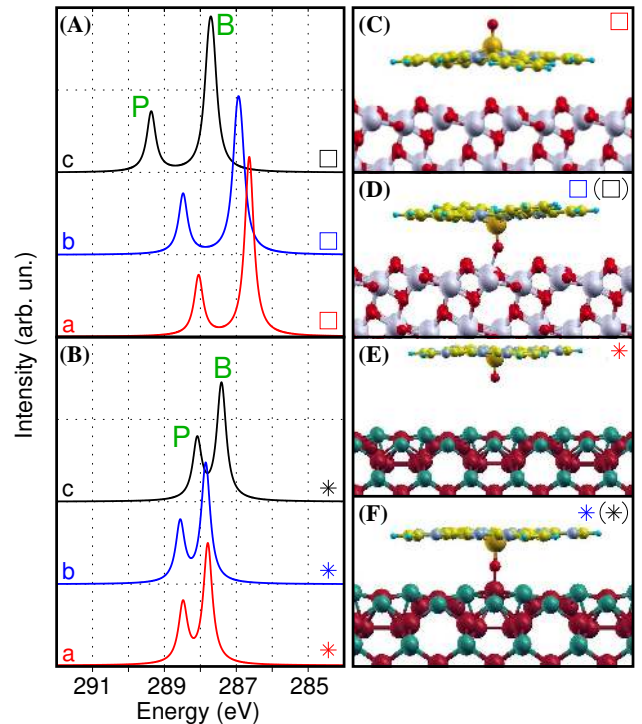 (A)
B
P
c
b
a
(B)
B
P
c
b
a
Intensity (arb. un.)
291 289 287 285
Energy (eV)
(C)
(D)
(E)
(F)